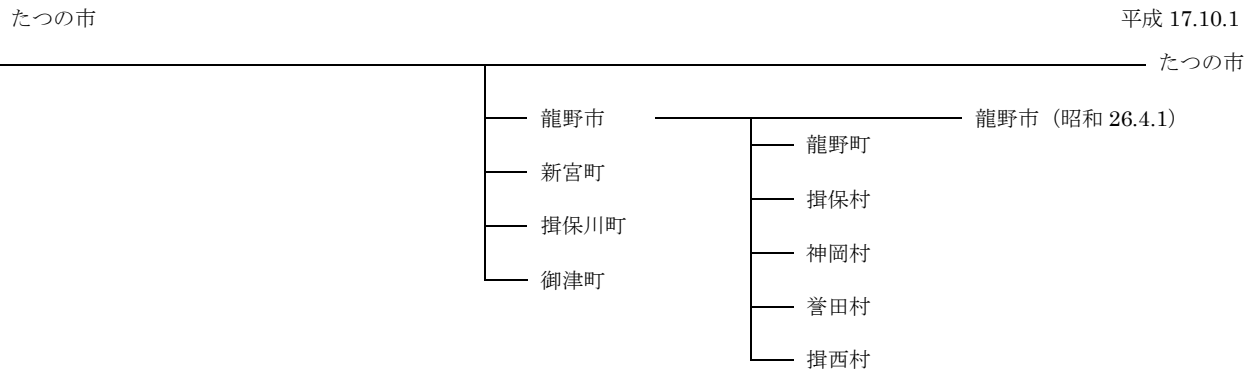 たつの市
平成 17.10.1
たつの市
龍野市
龍野市（昭和 26.4.1）
龍野町
新宮町
揖保村
揖保川町
神岡村
御津町
誉田村
揖西村